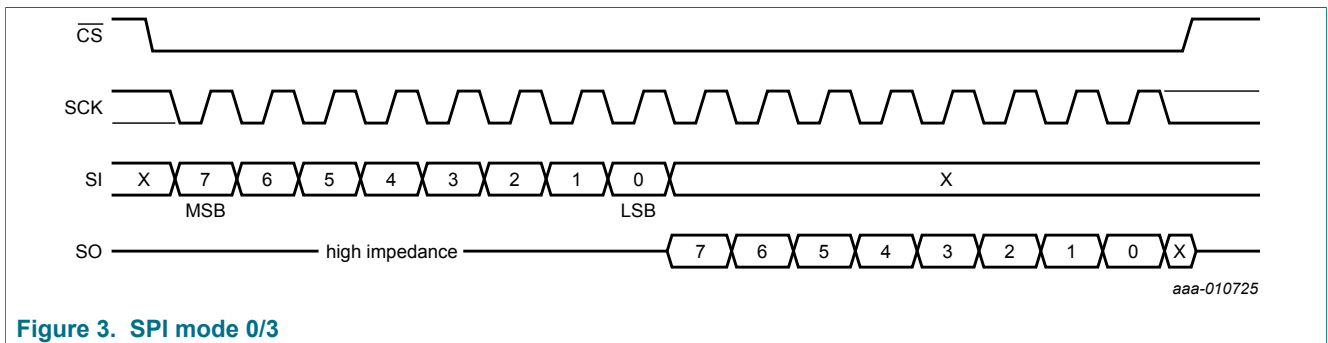 CS
SCK
SI X 7 6 5 4 3 2 1 0 X
MSB LSB
SO high impedance 7 6 5 4 3 2 1 0 X
aaa-010725
Figure 3. SPI mode 0/3